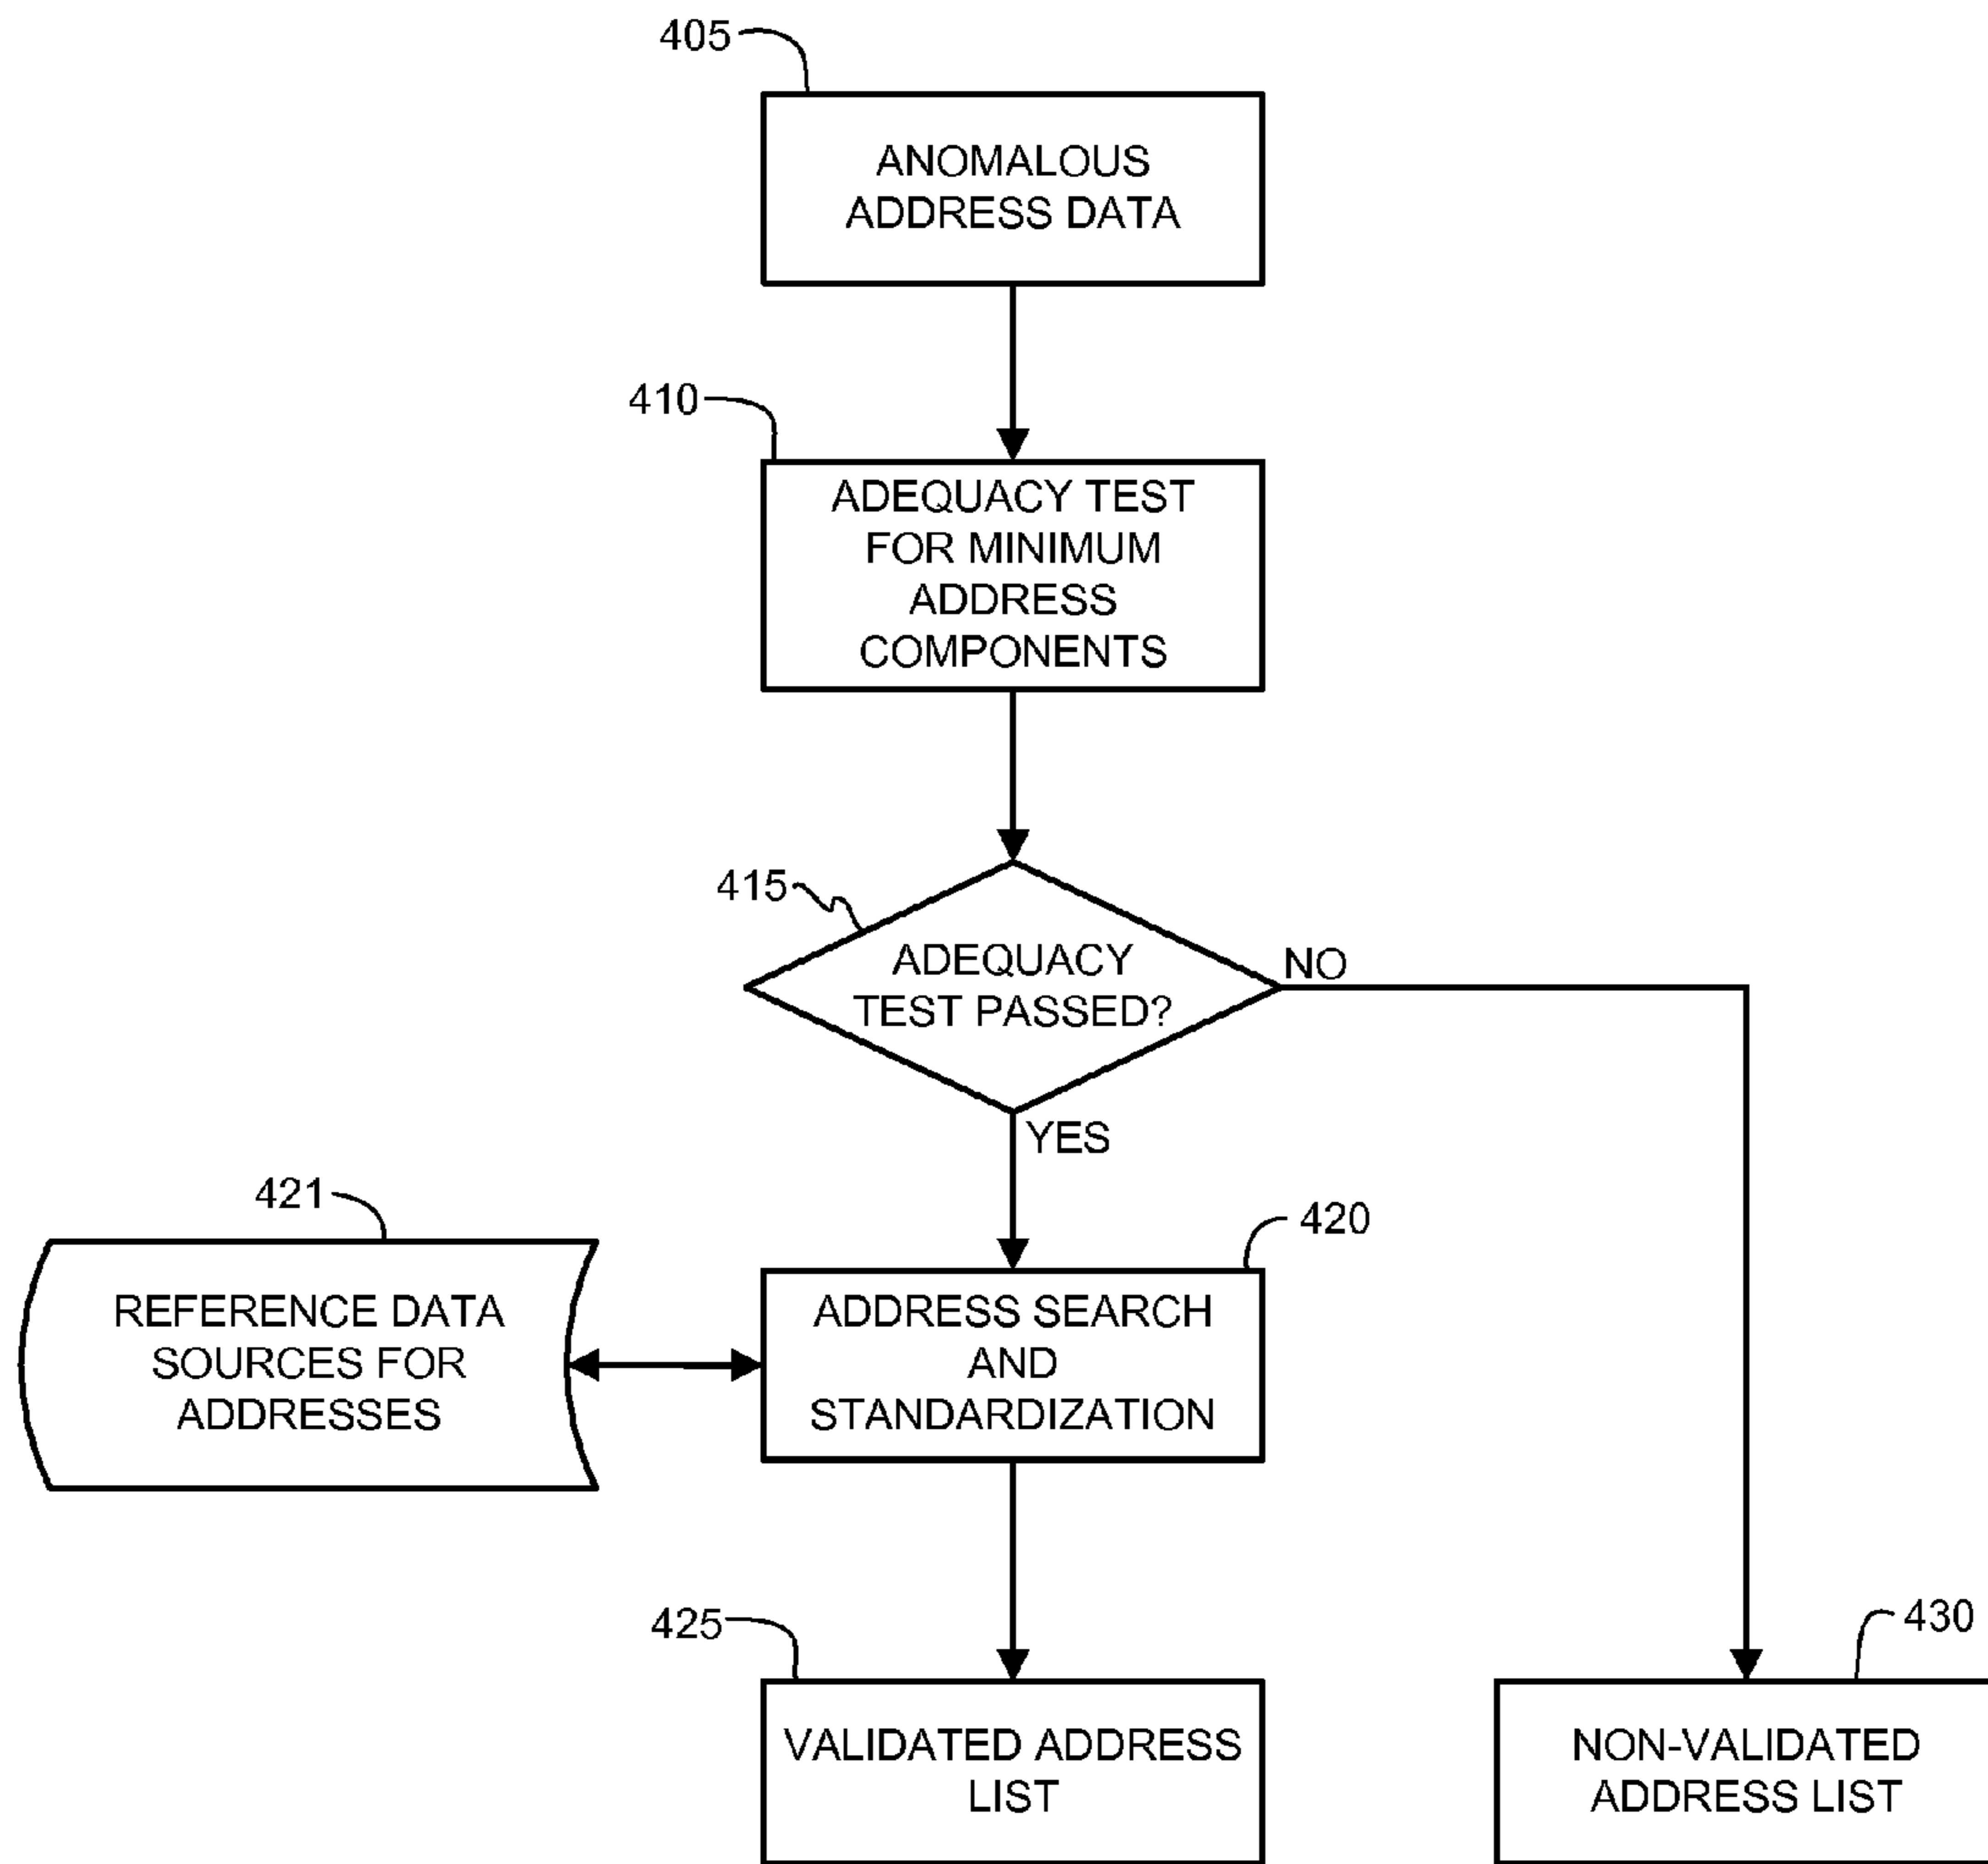 405
ANOMALOUS
ADDRESS DATA
410
ADEQUACY TEST
FOR MINIMUM
ADDRESS
COMPONENTS
415
ADEQUACY
TEST PASSED?
NO
YES
421
REFERENCE DATA
SOURCES FOR
ADDRESSES
420
ADDRESS SEARCH
AND
STANDARDIZATION
425
VALIDATED ADDRESS
LIST
430
NON-VALIDATED
ADDRESS LIST